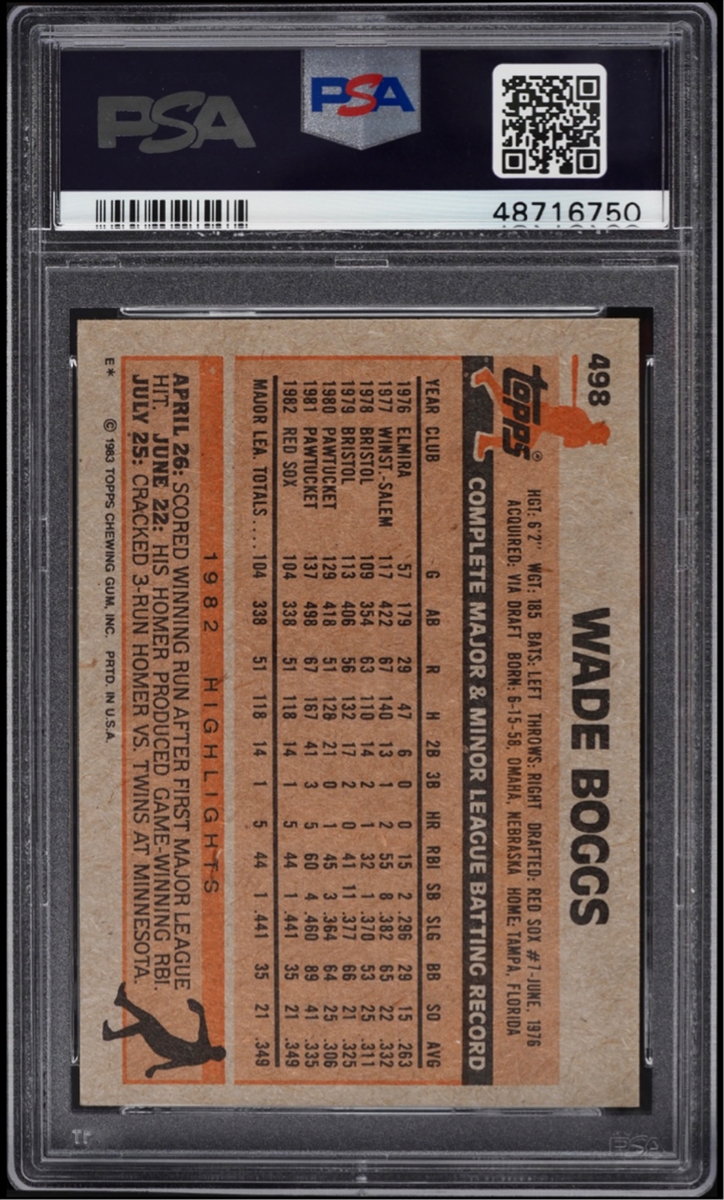 PSA
PSA
48716750
498
WADE BOGGS
TOPPS®
HGT: 6'2" WGT: 185 BATS: LEFT THROWS: RIGHT DRAFTED: RED SOX #7-JUNE, 1976
ACQUIRED: VIA DRAFT BORN: 6-15-58, OMAHA, NEBRASKA HOME: TAMPA, FLORIDA
COMPLETE MAJOR & MINOR LEAGUE BATTING RECORD
YEAR CLUB G AB R H 2B 3B HR RBI SB SLG BB SO AVG
1976 ELMIRA 57 179 29 47 6 0 0 15 2 .296 29 15 .263
1977 WINST.-SALEM 117 422 67 140 13 1 2 55 8 .382 65 22 .332
1978 BRISTOL 109 354 63 110 14 2 1 32 1 .370 53 25 .311
1979 BRISTOL 113 406 56 132 17 2 0 41 11 .377 66 21 .325
1980 PAWTUCKET 129 418 51 128 21 0 1 45 3 .364 64 25 .306
1981 PAWTUCKET 137 498 67 167 41 3 5 60 4 .460 89 41 .335
1982 RED SOX 104 338 51 118 14 1 5 44 1 .441 35 21 .349
MAJOR LEA. TOTALS .... 104 338 51 118 14 1 5 44 1 .441 35 21 .349
1982 HIGHLIGHTS
APRIL 26: SCORED WINNING RUN AFTER FIRST MAJOR LEAGUE
HIT. JUNE 22: HIS HOMER PRODUCED GAME-WINNING RBI.
JULY 25: CRACKED 3-RUN HOMER VS. TWINS AT MINNESOTA.
E* © 1983 TOPPS CHEWING GUM, INC. PRTD. IN U.S.A.
PSA